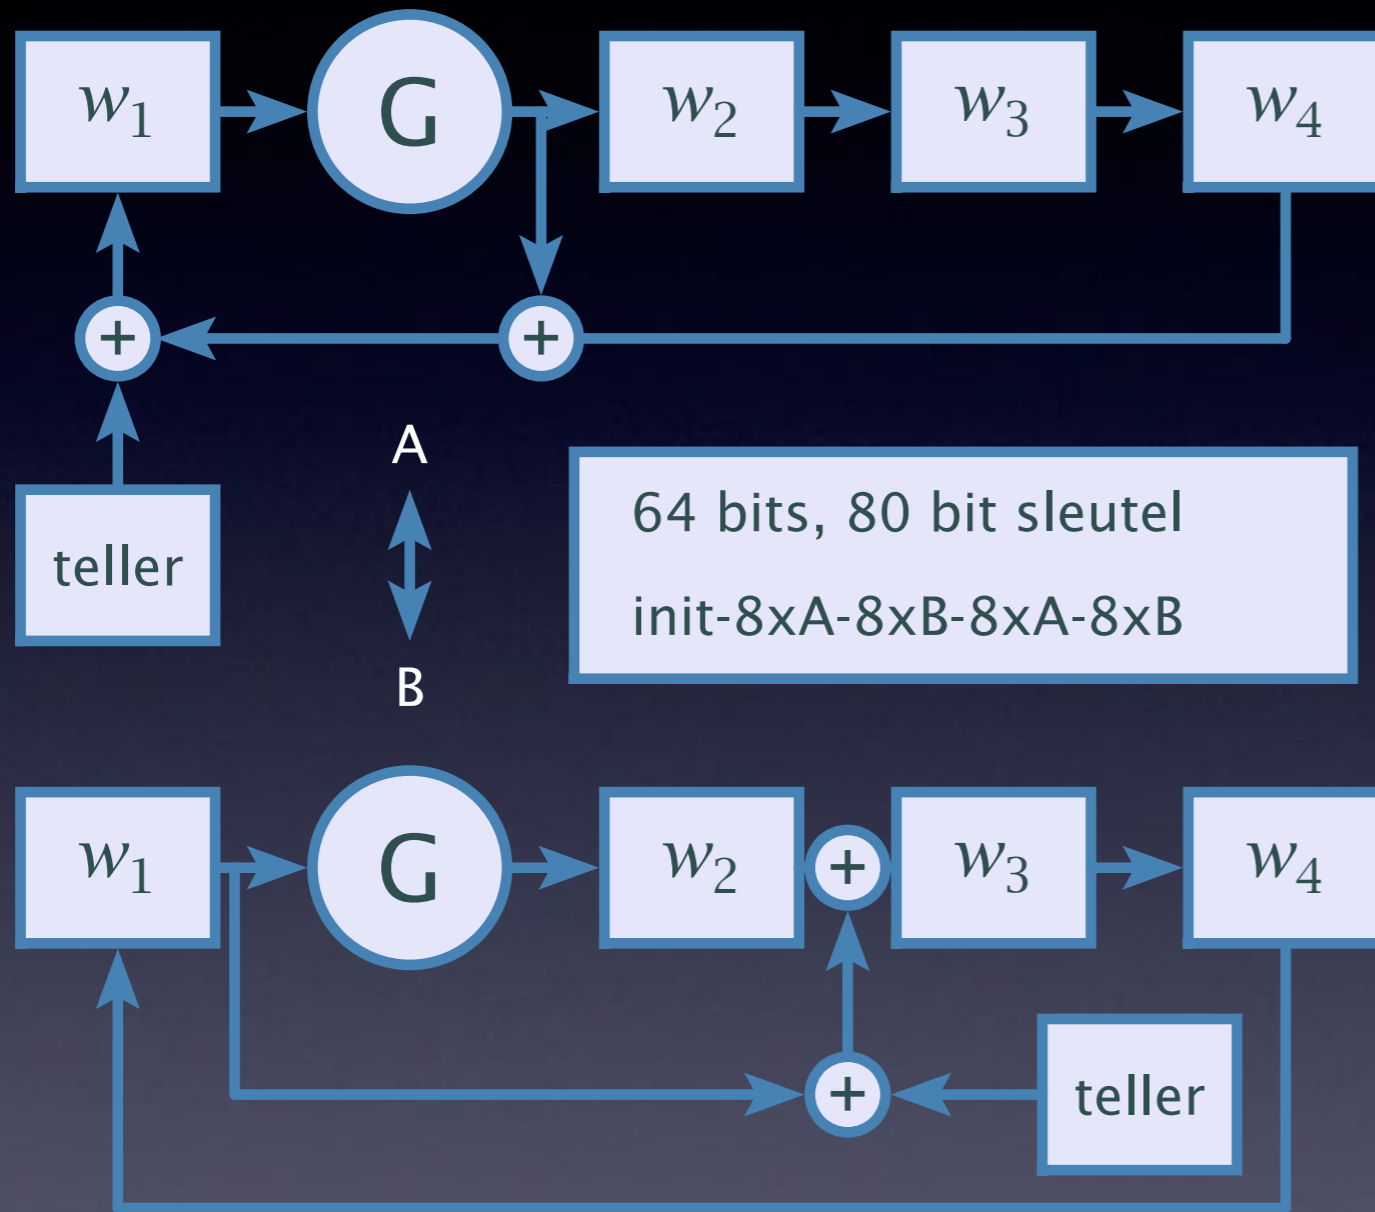 w₁ G w₂ w₃ w₄
+ +
A
64 bits, 80 bit sleutel
teller
init-8xA-8xB-8xA-8xB
B
w₁ G w₂ + w₃ w₄
+ teller